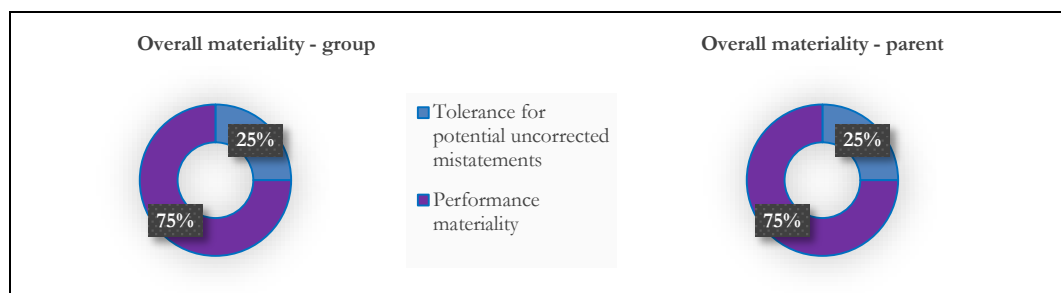 Overall materiality - group
Overall materiality - parent
25%
75%
Tolerance for
potential uncorrected
mistatements
Performance
materiality
25%
75%